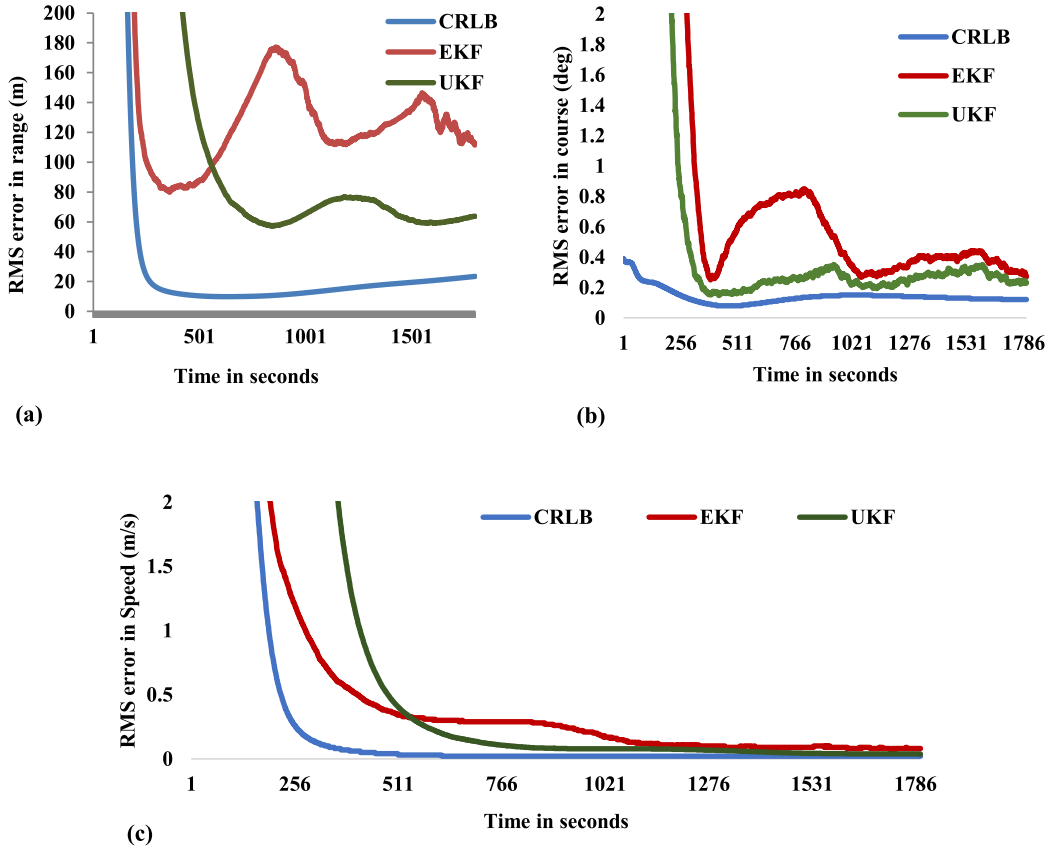 200
180
160
140
120
100
80
60
40
20
0
RMS error in range (m)
CRLB
EKF
UKF
1 501 1001 1501
Time in seconds
(a)
2
1.8
1.6
1.4
1.2
1
0.8
0.6
0.4
0.2
0
RMS error in course (deg)
CRLB
EKF
UKF
1 256 511 766 1021 1276 1531 1786
Time in seconds
(b)
2
1.5
1
0.5
0
RMS error in Speed (m/s)
CRLB EKF UKF
1 256 511 766 1021 1276 1531 1786
Time in seconds
(c)